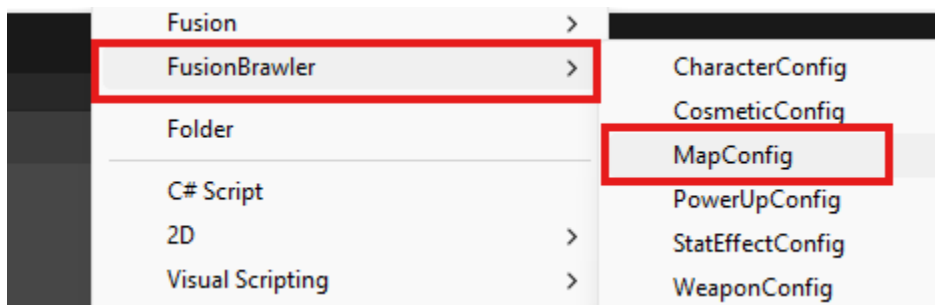 Fusion
FusionBrawler
Folder
C# Script
2D
Visual Scripting
CharacterConfig
CosmeticConfig
MapConfig
PowerUpConfig
StatEffectConfig
WeaponConfig